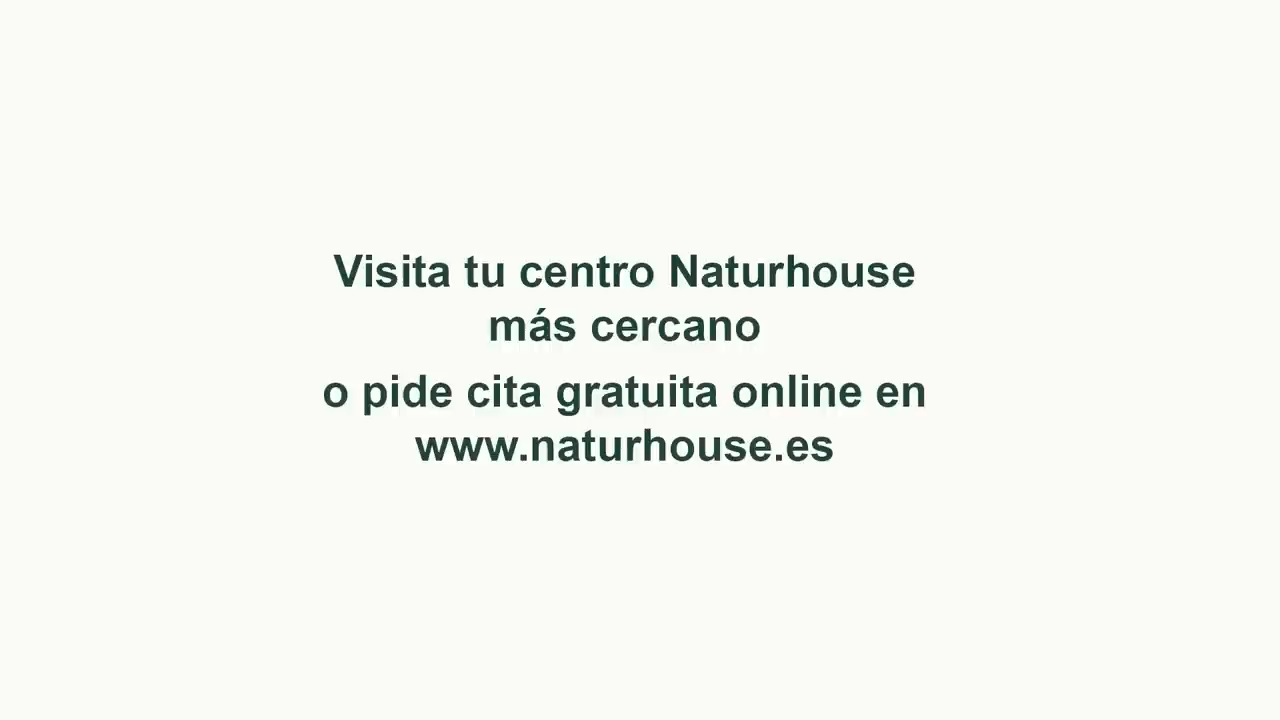 Visita tu centro Naturhouse
más cercano
o pide cita gratuita online en
www.naturhouse.es